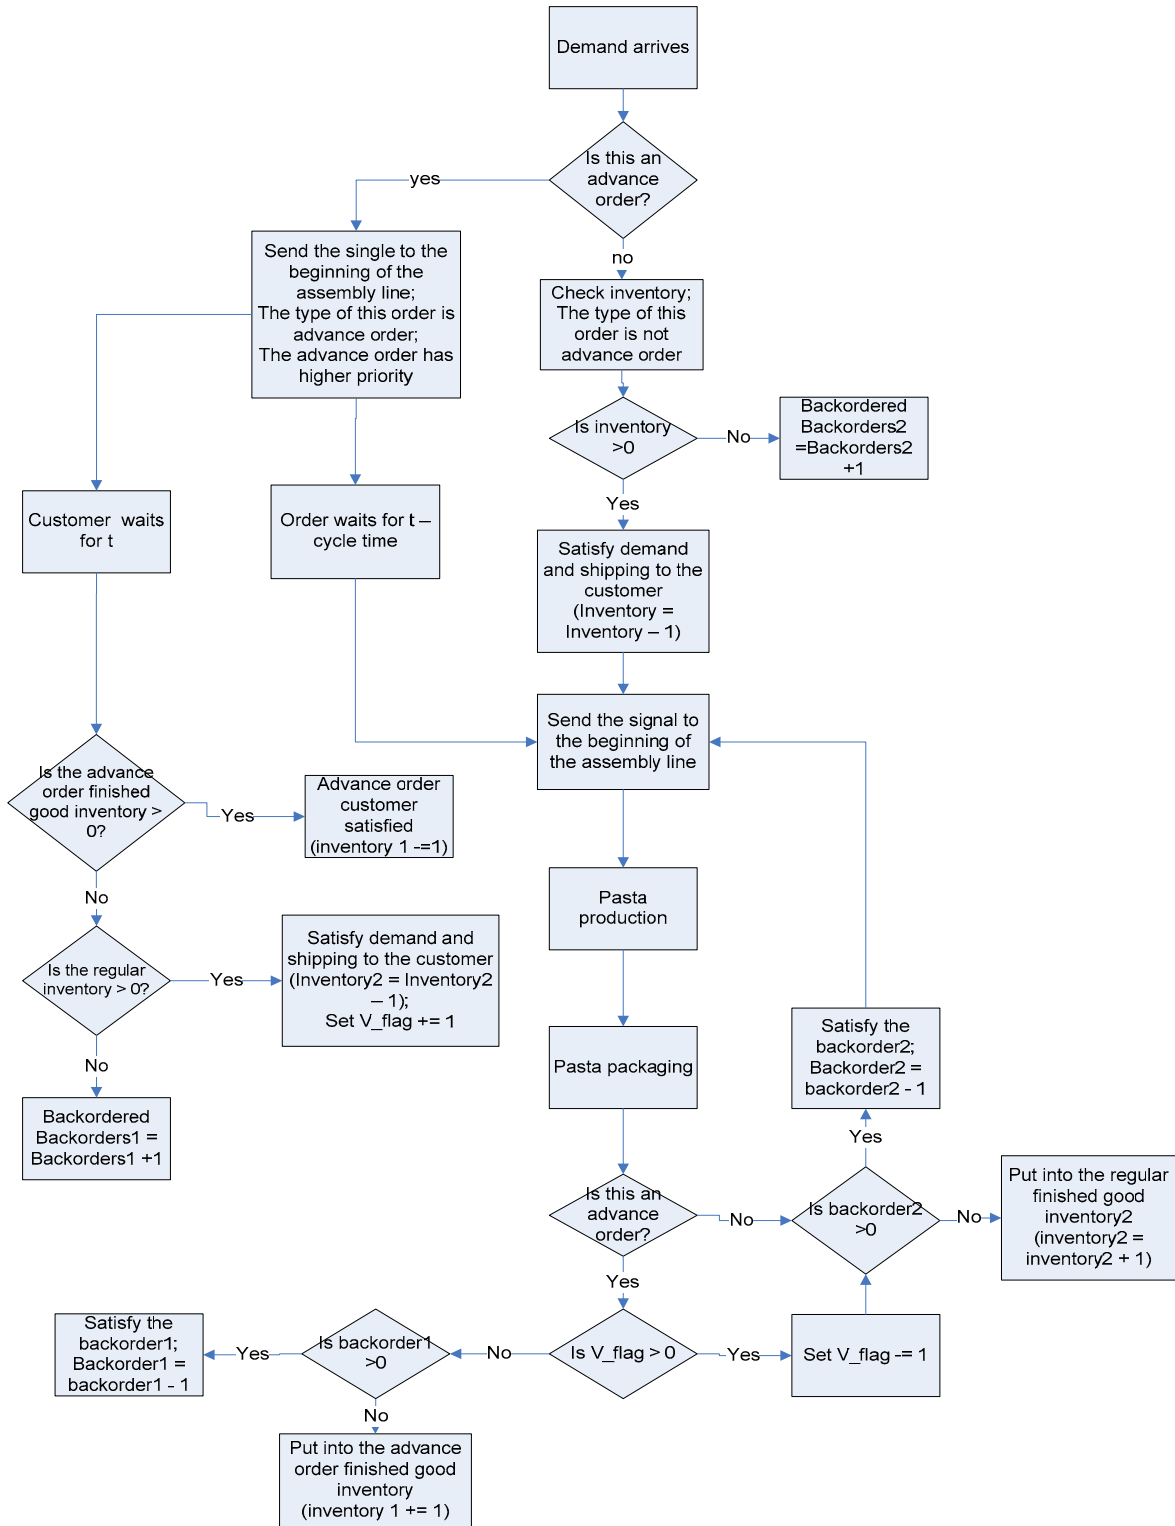 Demand arrives
Is this an
advance
order?
yes
no
Send the single to the
beginning of the
assembly line;
The type of this order is
advance order;
The advance order has
higher priority
Check inventory;
The type of this
order is not
advance order
Is inventory
>0
No
Backordered
Backorders2
=Backorders2
+1
Yes
Customer waits
for t
Order waits for t –
cycle time
Satisfy demand
and shipping to the
customer
(Inventory =
Inventory – 1)
Send the signal to
the beginning of
the assembly line
Is the advance
order finished
good inventory >
0?
Yes
Advance order
customer
satisfied
(inventory 1 -=1)
No
Pasta
production
Is the regular
inventory > 0?
Yes
Satisfy demand and
shipping to the customer
(Inventory2 = Inventory2
– 1);
Set V_flag += 1
No
Backordered
Backorders1 =
Backorders1 +1
Pasta packaging
Satisfy the
backorder2;
Backorder2 =
backorder2 - 1
Yes
Is this an
advance
order?
No
Is backorder2
>0
No
Put into the regular
finished good
inventory2
(inventory2 =
inventory2 + 1)
Yes
Satisfy the
backorder1;
Backorder1 =
backorder1 - 1
Yes
Is backorder1
>0
No
Is V_flag > 0
Yes
Set V_flag -= 1
No
Put into the advance
order finished good
inventory
(inventory 1 += 1)